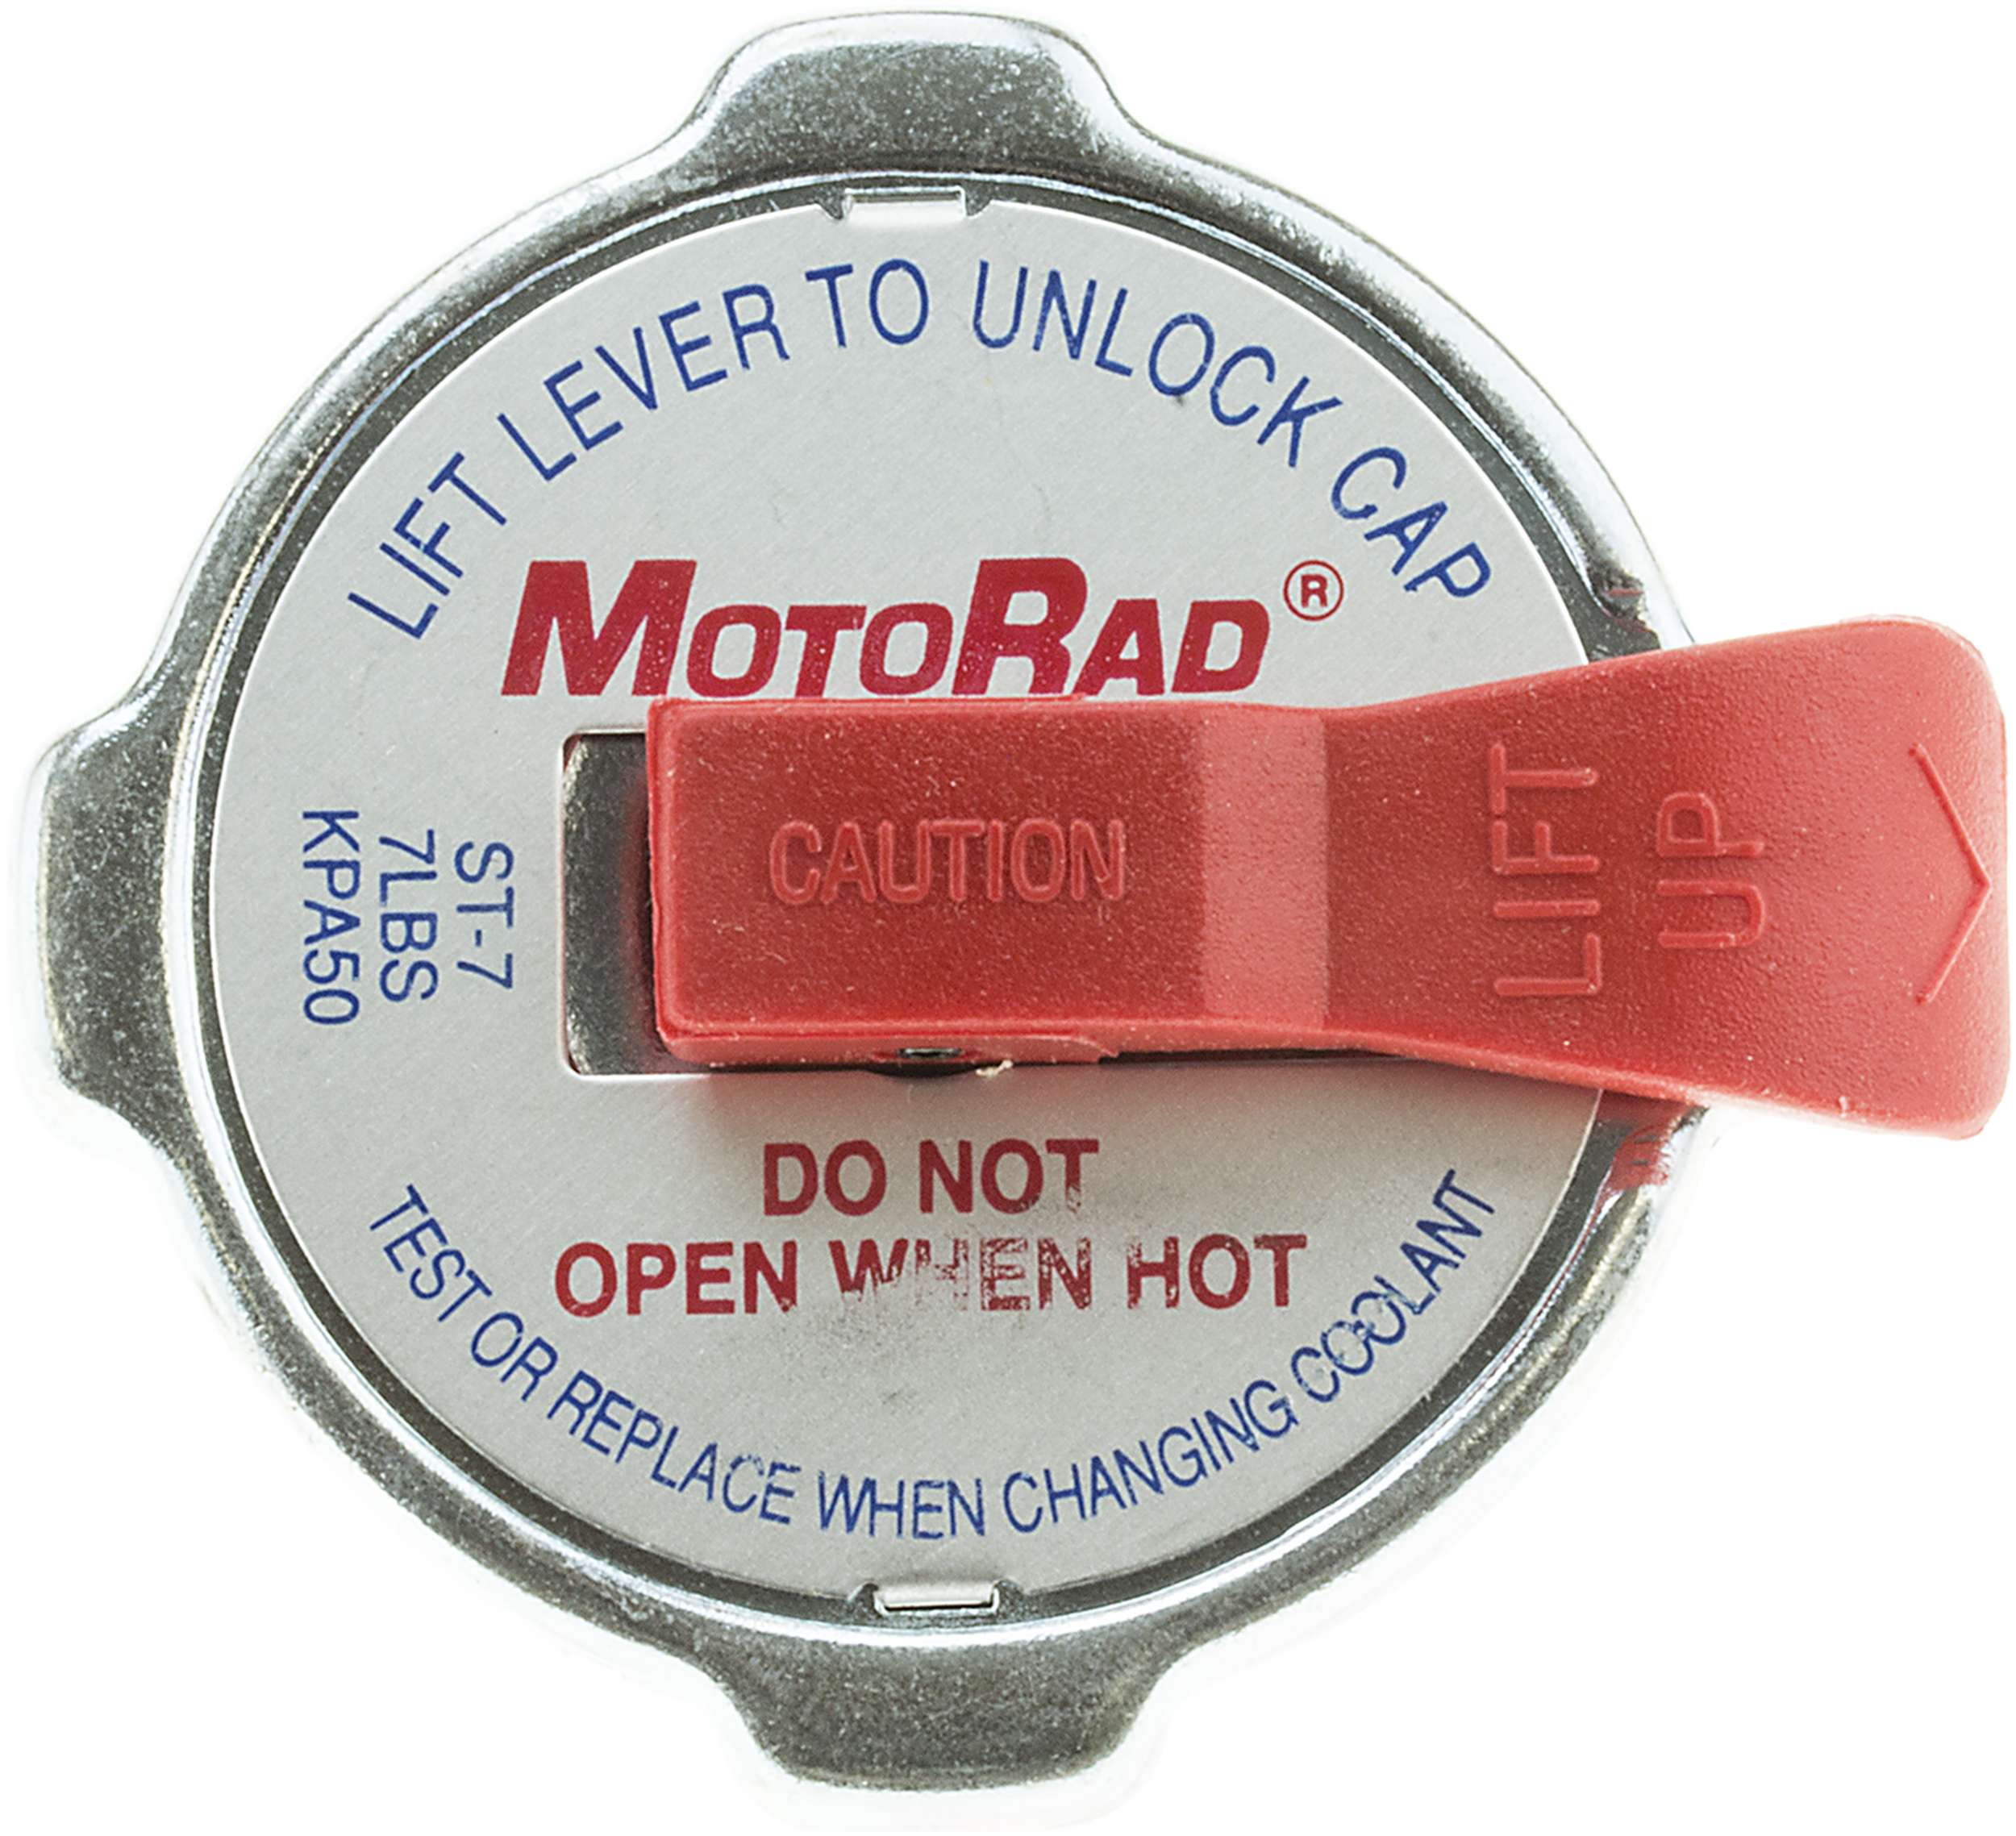 LIFT LEVER TO UNLOCK CAP
MOTORAD®
CAUTION
LIFT
UP
ST-7
7LBS
KPA50
DO NOT
OPEN WHEN HOT
TEST OR REPLACE WHEN CHANGING COOLANT